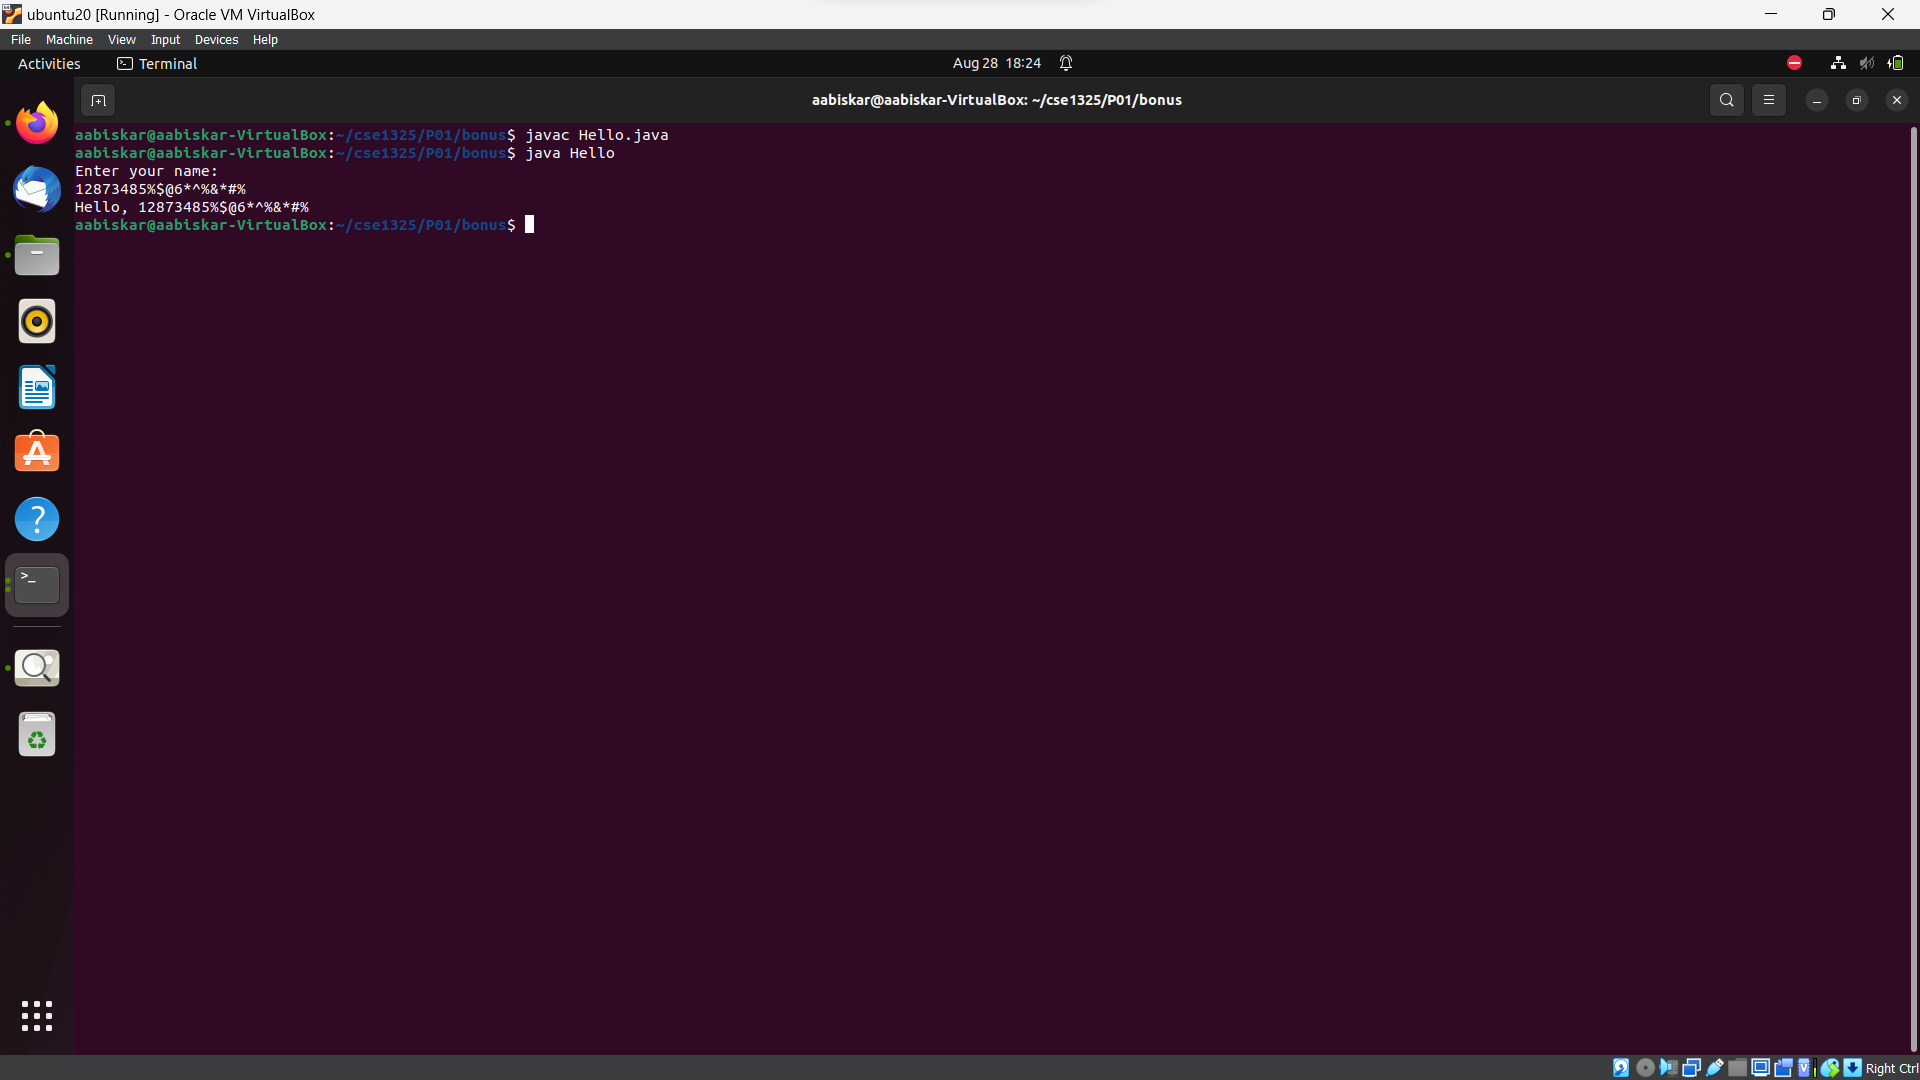 ubuntu20 [Running] - Oracle VM VirtualBox
File Machine View Input Devices Help
Activities Terminal Aug 28 18:24
aabiskar@aabiskar-VirtualBox: ~/cse1325/P01/bonus
aabiskar@aabiskar-VirtualBox:~/cse1325/P01/bonus$ javac Hello.java
aabiskar@aabiskar-VirtualBox:~/cse1325/P01/bonus$ java Hello
Enter your name:
12873485%$@6*^%&*#%
Hello, 12873485%$@6*^%&*#%
aabiskar@aabiskar-VirtualBox:~/cse1325/P01/bonus$
Right Ctrl